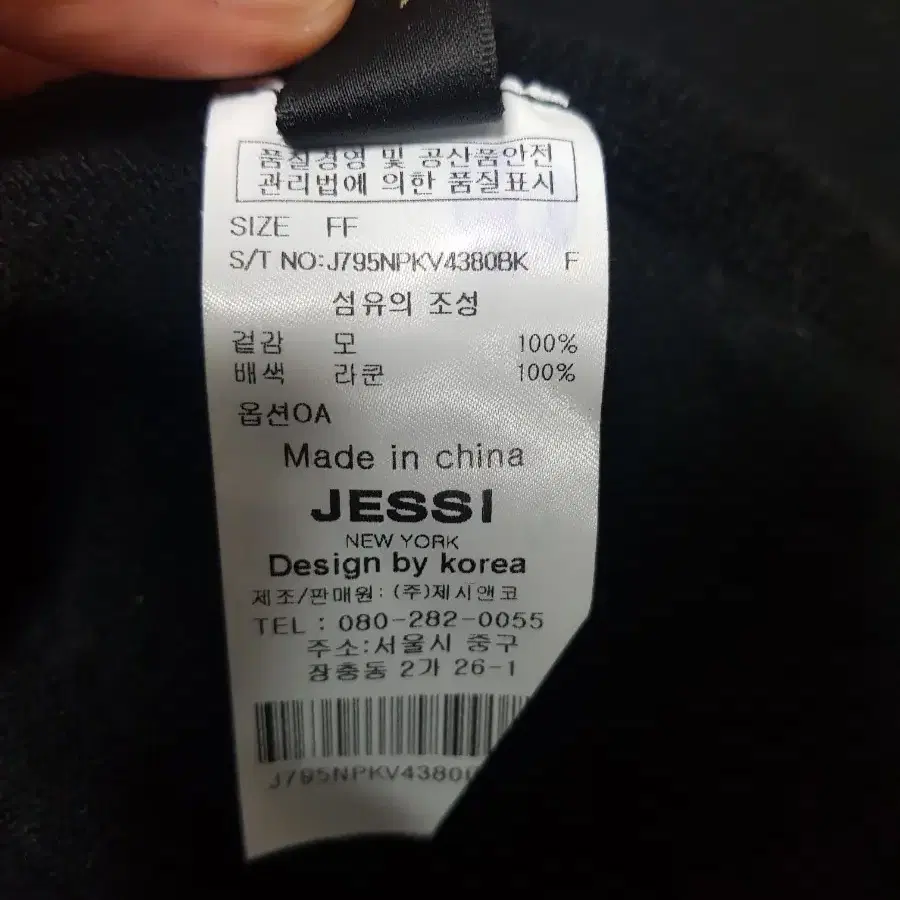 품질경영 및 공산품안전
관리법에 의한 품질표시
SIZE FF
S/T NO:J795NPKV4380BK F
섬유의 조성
겉감 모 100%
배색 라쿤 100%
옵션OA
Made in china
JESSI
NEW YORK
Design by korea
제조/판매원: (주)제시앤코
TEL : 080-282-0055
주소:서울시 중구
장충동 2가 26-1
J795NPKV4380